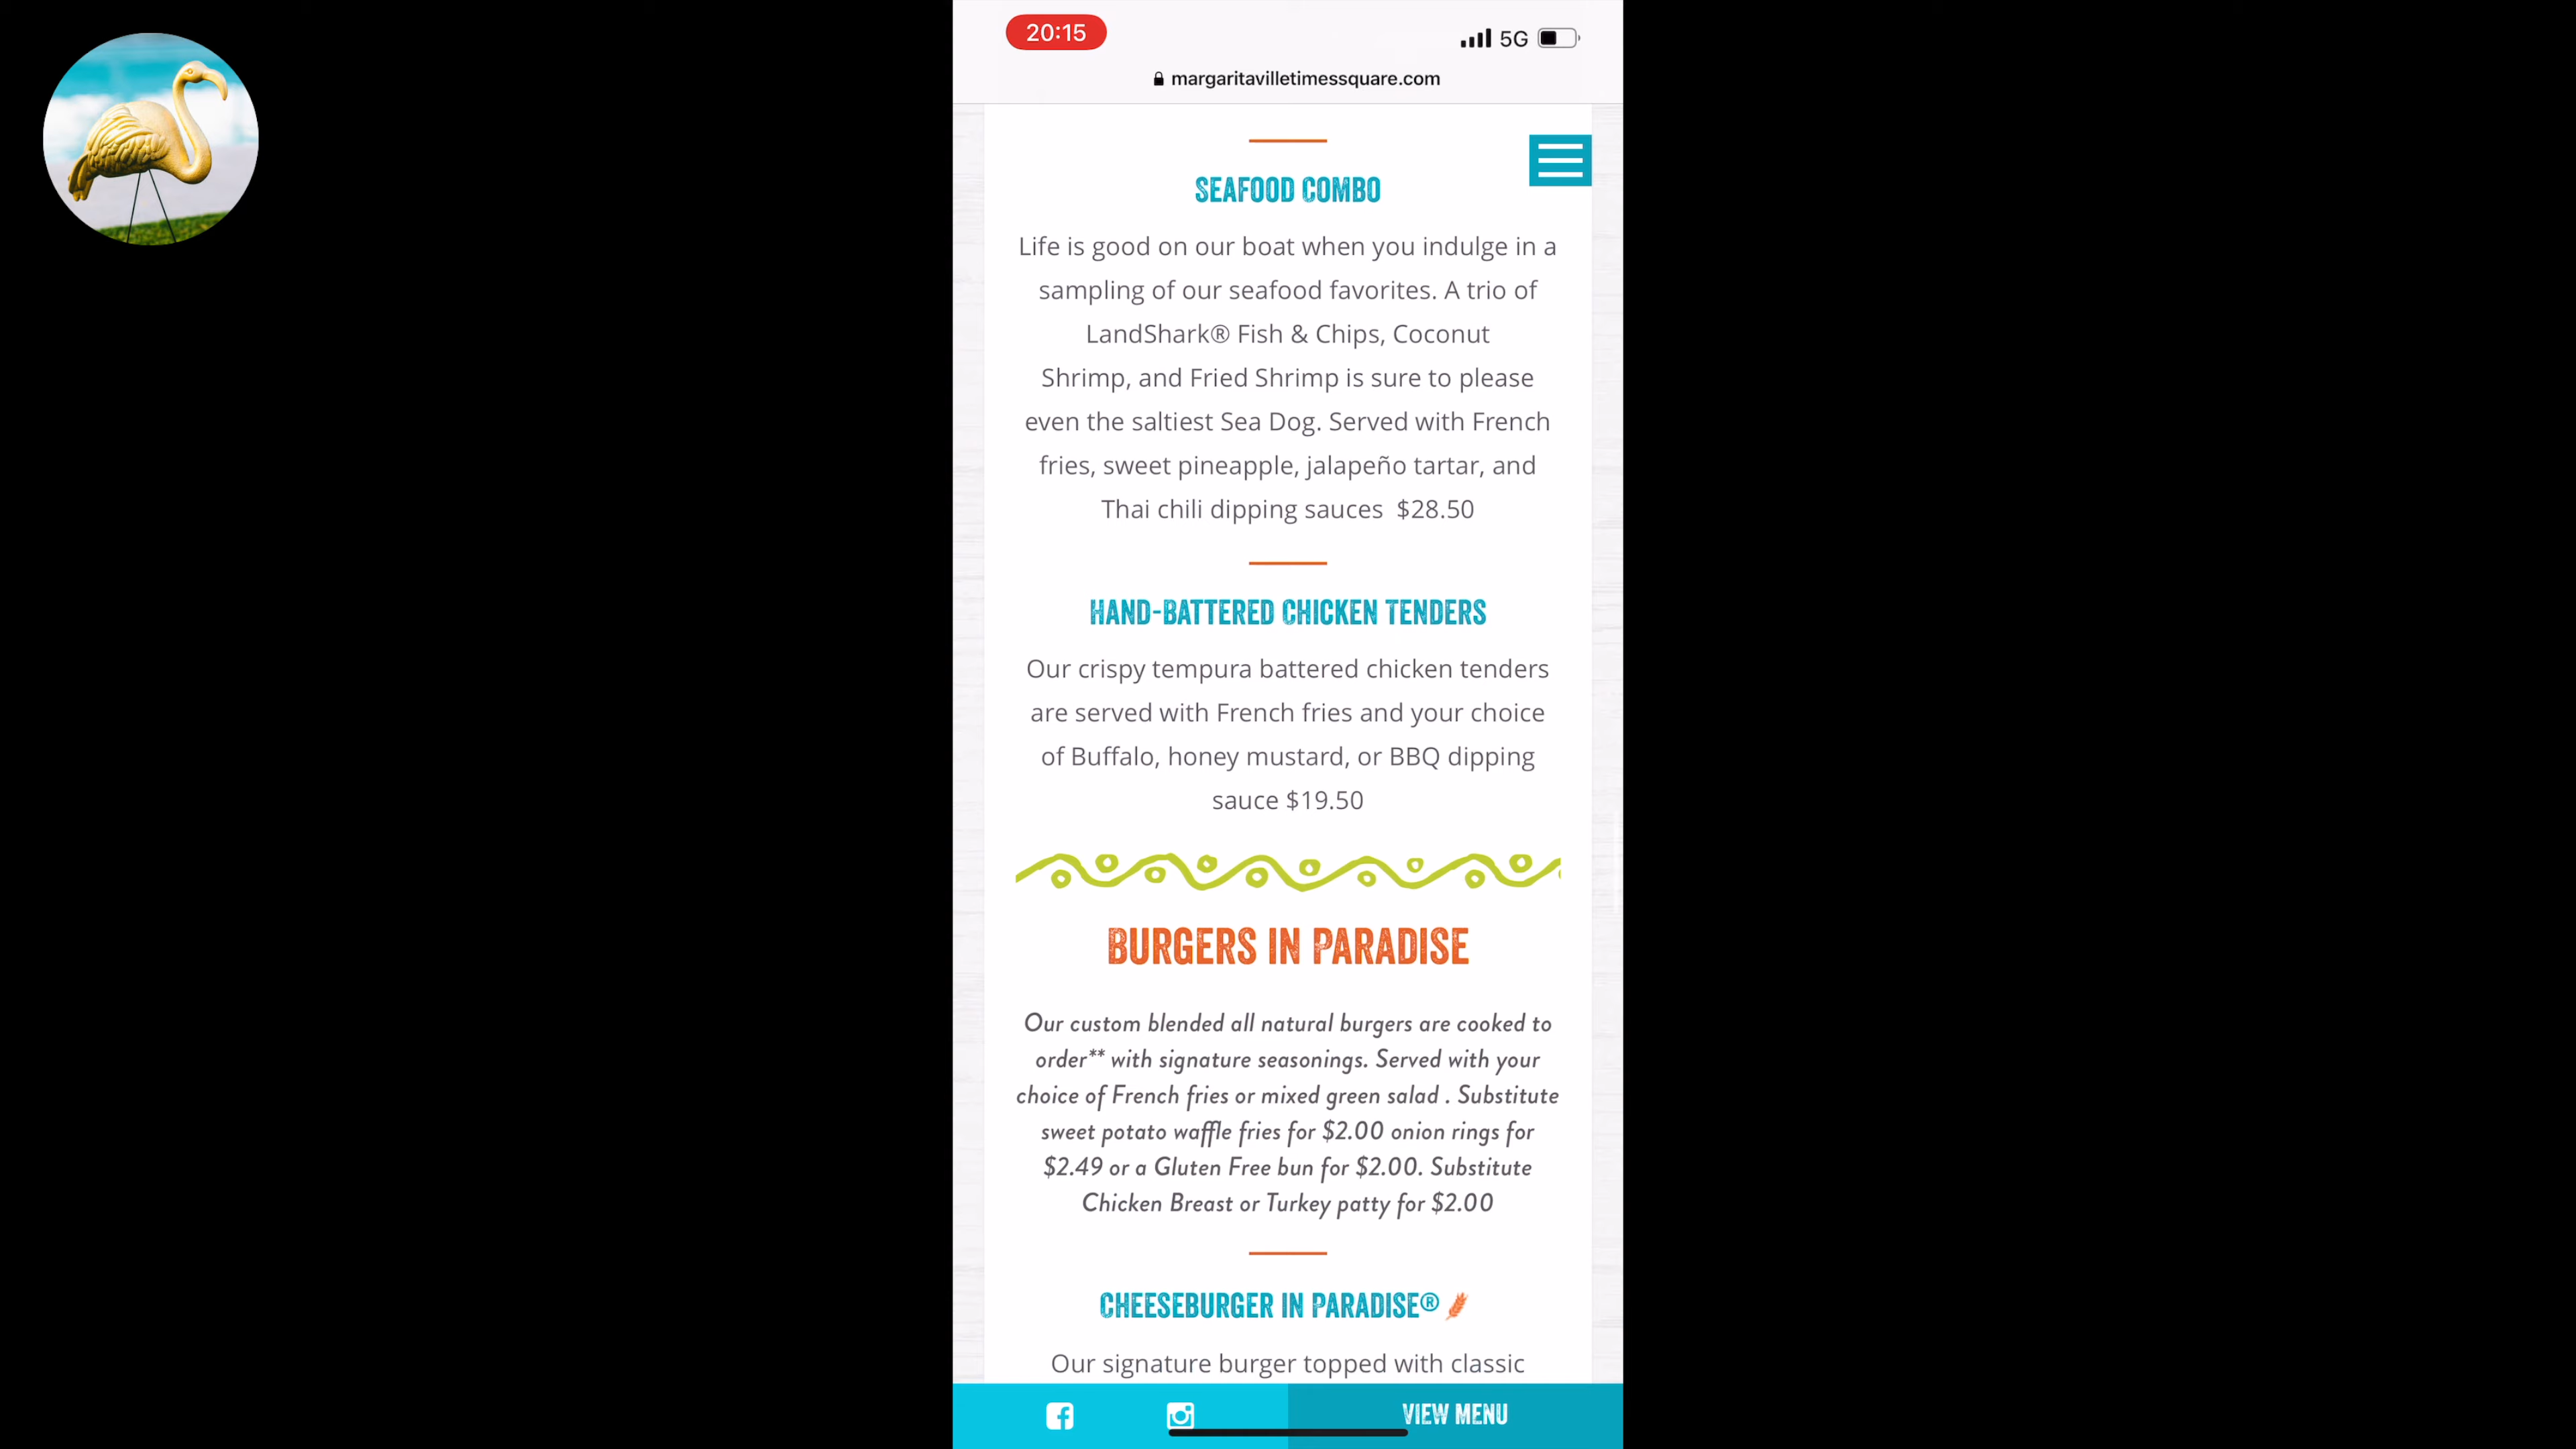 20:15
5G
margaritavilletimessquare.com
SEAFOOD COMBO
Life is good on our boat when you indulge in a
sampling of our seafood favorites. A trio of
LandShark® Fish & Chips, Coconut
Shrimp, and Fried Shrimp is sure to please
even the saltiest Sea Dog. Served with French
fries, sweet pineapple, jalapeño tartar, and
Thai chili dipping sauces $28.50
HAND-BATTERED CHICKEN TENDERS
Our crispy tempura battered chicken tenders
are served with French fries and your choice
of Buffalo, honey mustard, or BBQ dipping
sauce $19.50
BURGERS IN PARADISE
Our custom blended all natural burgers are cooked to
order** with signature seasonings. Served with your
choice of French fries or mixed green salad . Substitute
sweet potato waffle fries for $2.00 onion rings for
$2.49 or a Gluten Free bun for $2.00. Substitute
Chicken Breast or Turkey patty for $2.00
CHEESEBURGER IN PARADISE®
Our signature burger topped with classic
VIEW MENU